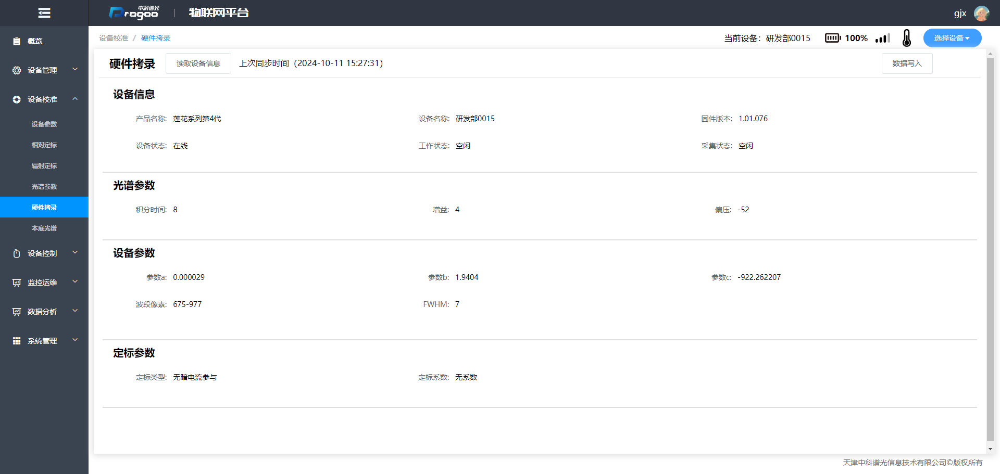 中科谱光
Progoo
物联网平台
gjx
概览
设备管理
设备校准
设备参数
相对定标
辐射定标
光谱参数
硬件拷录
本底光谱
设备控制
监控运维
数据分析
系统管理
设备校准 / 硬件拷录
当前设备：研发部0015 100% 选择设备
硬件拷录 读取设备信息 上次同步时间（2024-10-11 15:27:31） 数据写入
设备信息
产品名称: 莲花系列第4代 设备名称: 研发部0015 固件版本: 1.01.076
设备状态: 在线 工作状态: 空闲 采集状态: 空闲
光谱参数
积分时间: 8 增益: 4 偏压: -52
设备参数
参数a: 0.000029 参数b: 1.9404 参数c: -922.262207
波段像素: 675-977 FWHM: 7
定标参数
定标类型: 无暗电流参与 定标系数: 无系数
天津中科谱光信息技术有限公司©版权所有